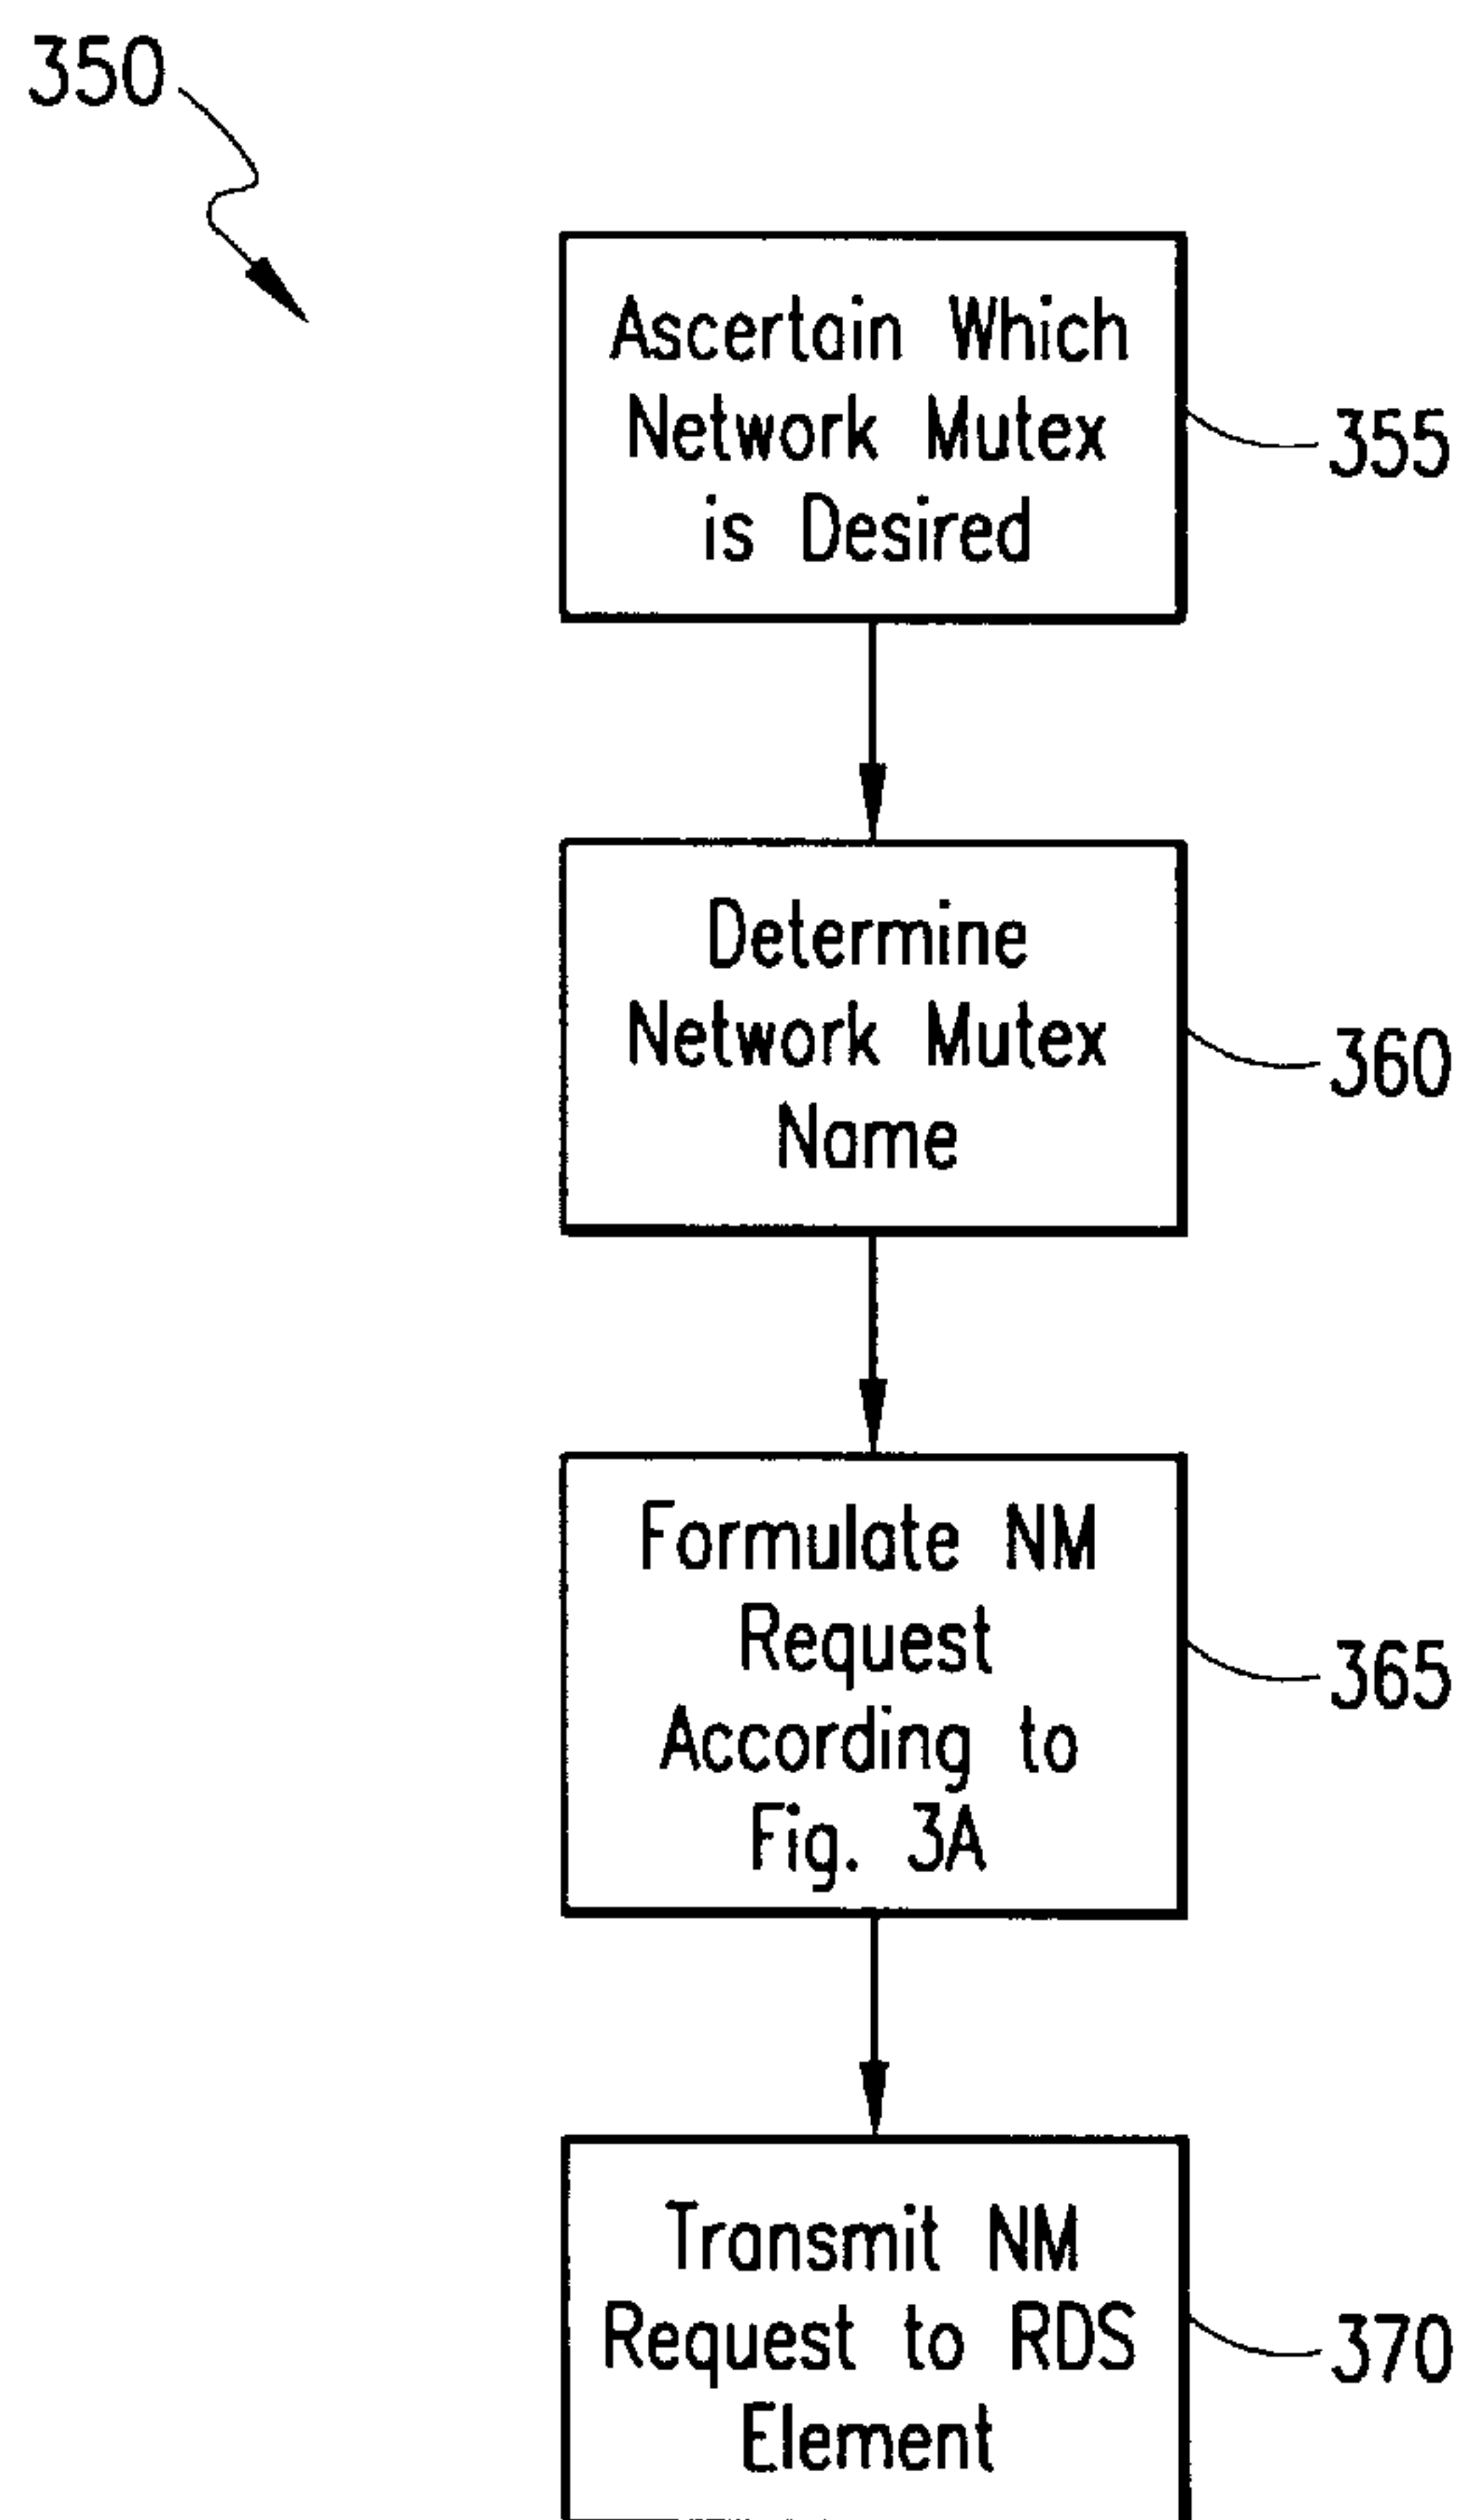 350
Ascertain Which
Network Mutex
is Desired
355
Determine
Network Mutex
Name
360
Formulate NM
Request
According to
Fig. 3A
365
Transmit NM
Request to RDS
Element
370